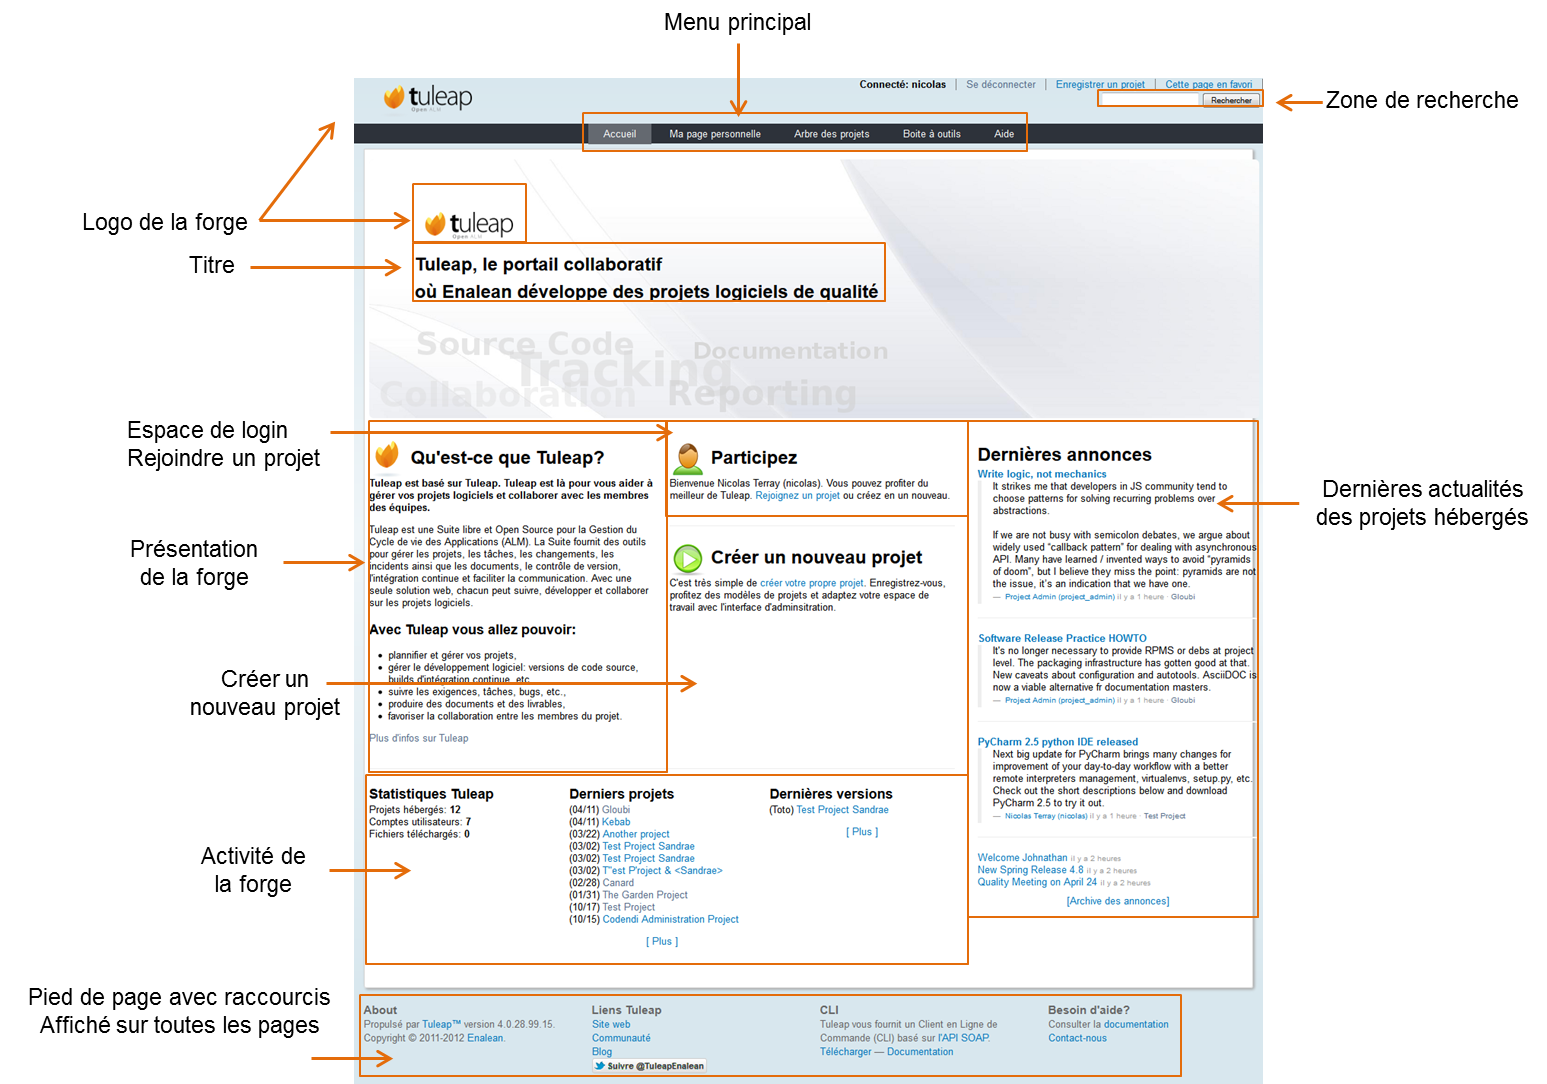 Menu principal
Connecté: nicolas
Se déconnecter
Enregistrer un projet
Cette page en favori
tuleap
Open ALM
Rechercher
Zone de recherche
Accueil
Ma page personnelle
Arbre des projets
Boite à outils
Aide
Logo de la forge
tuleap
Open ALM
Titre
Tuleap, le portail collaboratif
où Enalean développe des projets logiciels de qualité
Source Code
Tracking
Documentation
Collaboration
Reporting
Espace de login
Rejoindre un projet
Présentation
de la forge
Créer un
nouveau projet
Qu'est-ce que Tuleap?
Tuleap est basé sur Tuleap. Tuleap est là pour vous aider à
gérer vos projets logiciels et collaborer avec les membres
des équipes.
Tuleap est une Suite libre et Open Source pour la Gestion du
Cycle de vie des Applications (ALM). La Suite fournit des outils
pour gérer les projets, les tâches, les changements, les
incidents ainsi que les documents, le contrôle de version,
l'intégration continue et faciliter la communication. Avec une
seule solution web, chacun peut suivre, développer et collaborer
sur les projets logiciels.
Avec Tuleap vous allez pouvoir:
plannifier et gérer vos projets,
gérer le développement logiciel: versions de code source,
builds d'intégration continue, etc.
suivre les exigences, tâches, bugs, etc.,
produire des documents et des livrables,
favoriser la collaboration entre les membres du projet.
Plus d'infos sur Tuleap
Participez
Bienvenue Nicolas Terray (nicolas). Vous pouvez profiter du
meilleur de Tuleap. Rejoignez un projet ou créez en un nouveau.
Créer un nouveau projet
C'est très simple de créer votre propre projet. Enregistrez-vous,
profitez des modèles de projets et adaptez votre espace de
travail avec l'interface d'adminsitration.
Dernières annonces
Write logic, not mechanics
It strikes me that developers in JS community tend to
choose patterns for solving recurring problems over
abstractions.
If we are not busy with semicolon debates, we argue about
widely used “callback pattern” for dealing with asynchronous
API. Many have learned / invented ways to avoid “pyramids
of doom”, but I believe they miss the point: pyramids are not
the issue, it's an indication that we have one.
— Project Admin (project_admin) il y a 1 heure · Gloubi
Software Release Practice HOWTO
It's no longer necessary to provide RPMS or debs at project
level. The packaging infrastructure has gotten good at that.
New caveats about configuration and autotools. AsciiDOC is
now a viable alternative fr documentation masters.
— Project Admin (project_admin) il y a 1 heure · Gloubi
PyCharm 2.5 python IDE released
Next big update for PyCharm brings many changes for
improvement of your day-to-day workflow with a better
remote interpreters management, virtualenvs, setup.py, etc.
Check out the short descriptions below and download
PyCharm 2.5 to try it out.
— Nicolas Terray (nicolas) il y a 1 heure · Test Project
Welcome Johnathan il y a 2 heures
New Spring Release 4.8 il y a 2 heures
Quality Meeting on April 24 il y a 2 heures
[Archive des annonces]
Dernières actualités
des projets hébergés
Activité de
la forge
Statistiques Tuleap
Projets hébergés: 12
Comptes utilisateurs: 7
Fichiers téléchargés: 0
Derniers projets
(04/11) Gloubi
(04/11) Kebab
(03/22) Another project
(03/02) Test Project Sandrae
(03/02) Test Project Sandrae
(03/02) T"est P'roject & <Sandrae>
(02/28) Canard
(01/31) The Garden Project
(10/17) Test Project
(10/15) Codendi Administration Project
[ Plus ]
Dernières versions
(Toto) Test Project Sandrae
[ Plus ]
Pied de page avec raccourcis
Affiché sur toutes les pages
About
Propulsé par Tuleap™ version 4.0.28.99.15.
Copyright © 2011-2012 Enalean.
Liens Tuleap
Site web
Communauté
Blog
Suivre @TuleapEnalean
CLI
Tuleap vous fournit un Client en Ligne de
Commande (CLI) basé sur l'API SOAP.
Télécharger — Documentation
Besoin d'aide?
Consulter la documentation
Contact-nous